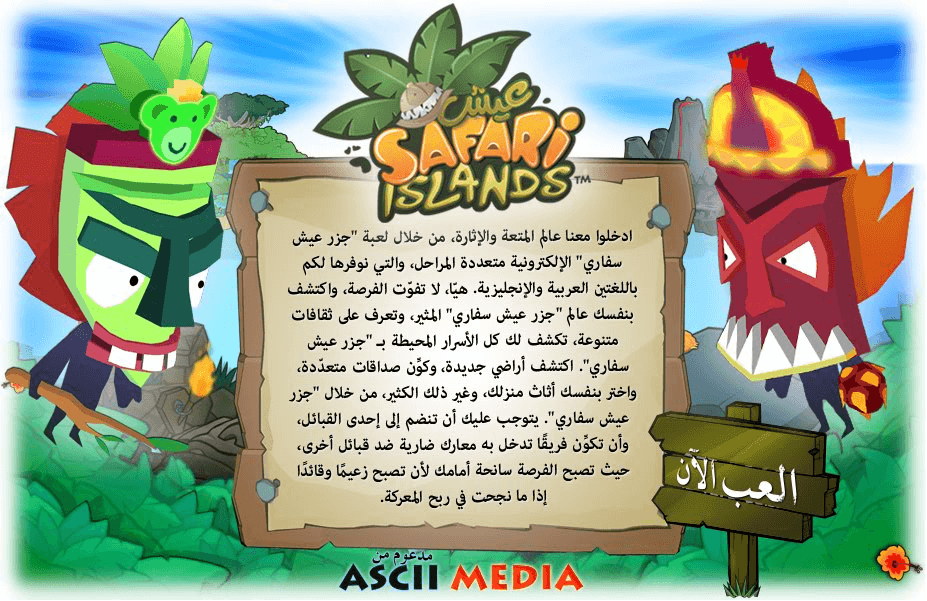 عيش
SAFARI
ISLANDS™
ادخلوا معنا عالم المتعة والإثارة، من خلال لعبة "جزر عيش
سفاري" الإلكترونية متعددة المراحل، والتي نوفرها لكم
باللغتين العربية والإنجليزية. هيّا، لا تفوّت الفرصة، واكتشف
بنفسك عالم "جزر عيش سفاري" المثير، وتعرف على ثقافات
متنوعة، تكشف لك كل الأسرار المحيطة بـ "جزر عيش
سفاري". اكتشف أراضي جديدة، وكوّن صداقات متعدّدة،
واختر بنفسك أثاث منزلك، وغير ذلك الكثير، من خلال "جزر
عيش سفاري". يتوجب عليك أن تنضم إلى إحدى القبائل،
وأن تكوِّن فريقًا تدخل به معارك ضارية ضد قبائل أخرى،
حيث تصبح الفرصة سانحة أمامك لأن تصبح زعيمًا وقائدًا
إذا ما نجحت في ربح المعركة.
العب الآن
مدعوم من
ASCII MEDIA